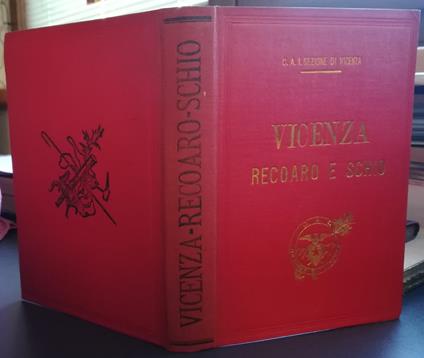 VICENZA-RECOARO-SCHIO
C. A. I. SEZIONE DI VICENZA
VICENZA
RECOARO E SCHIO